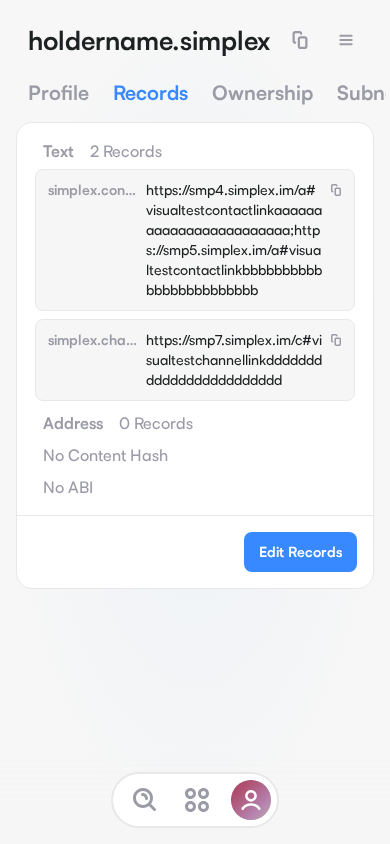 holdername.simplex
Profile Records Ownership Subn
Text 2 Records
simplex.con... https://smp4.simplex.im/a#
visualtestcontactlinkaaaaaa
aaaaaaaaaaaaaaaaaa;http
s://smp5.simplex.im/a#visua
ltestcontactlinkbbbbbbbbbb
bbbbbbbbbbbbbb
simplex.cha... https://smp7.simplex.im/c#vi
sualtestchannellinkddddddd
ddddddddddddddddd
Address 0 Records
No Content Hash
No ABI
Edit Records